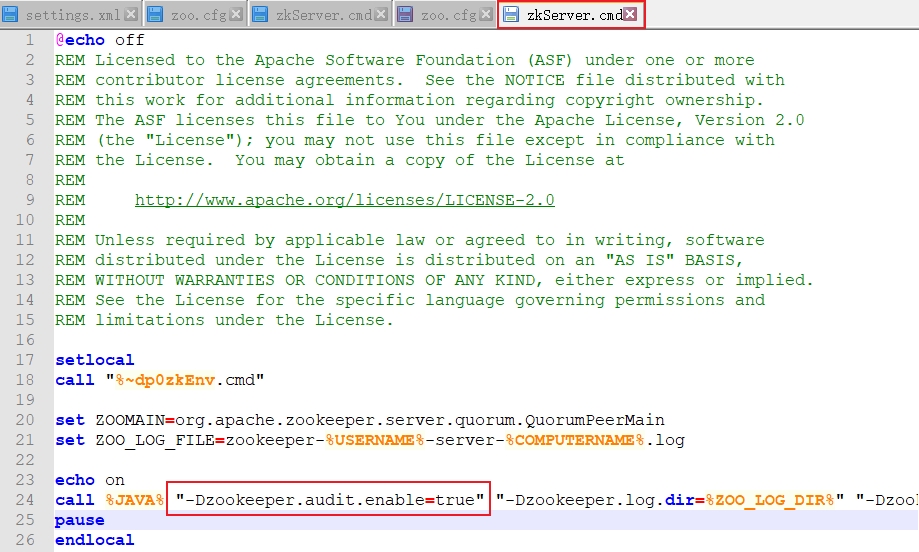 settings.xml zoo.cfg zkServer.cmd zoo.cfg zkServer.cmd
1 @echo off
2 REM Licensed to the Apache Software Foundation (ASF) under one or more
3 REM contributor license agreements.  See the NOTICE file distributed with
4 REM this work for additional information regarding copyright ownership.
5 REM The ASF licenses this file to You under the Apache License, Version 2.0
6 REM (the "License"); you may not use this file except in compliance with
7 REM the License.  You may obtain a copy of the License at
8 REM
9 REM     http://www.apache.org/licenses/LICENSE-2.0
10 REM
11 REM Unless required by applicable law or agreed to in writing, software
12 REM distributed under the License is distributed on an "AS IS" BASIS,
13 REM WITHOUT WARRANTIES OR CONDITIONS OF ANY KIND, either express or implied.
14 REM See the License for the specific language governing permissions and
15 REM limitations under the License.
16
17 setlocal
18 call "%~dp0zkEnv.cmd"
19
20 set ZOOMAIN=org.apache.zookeeper.server.quorum.QuorumPeerMain
21 set ZOO_LOG_FILE=zookeeper-%USERNAME%-server-%COMPUTERNAME%.log
22
23 echo on
24 call %JAVA% "-Dzookeeper.audit.enable=true" "-Dzookeeper.log.dir=%ZOO_LOG_DIR%" "-Dzoo
25 pause
26 endlocal